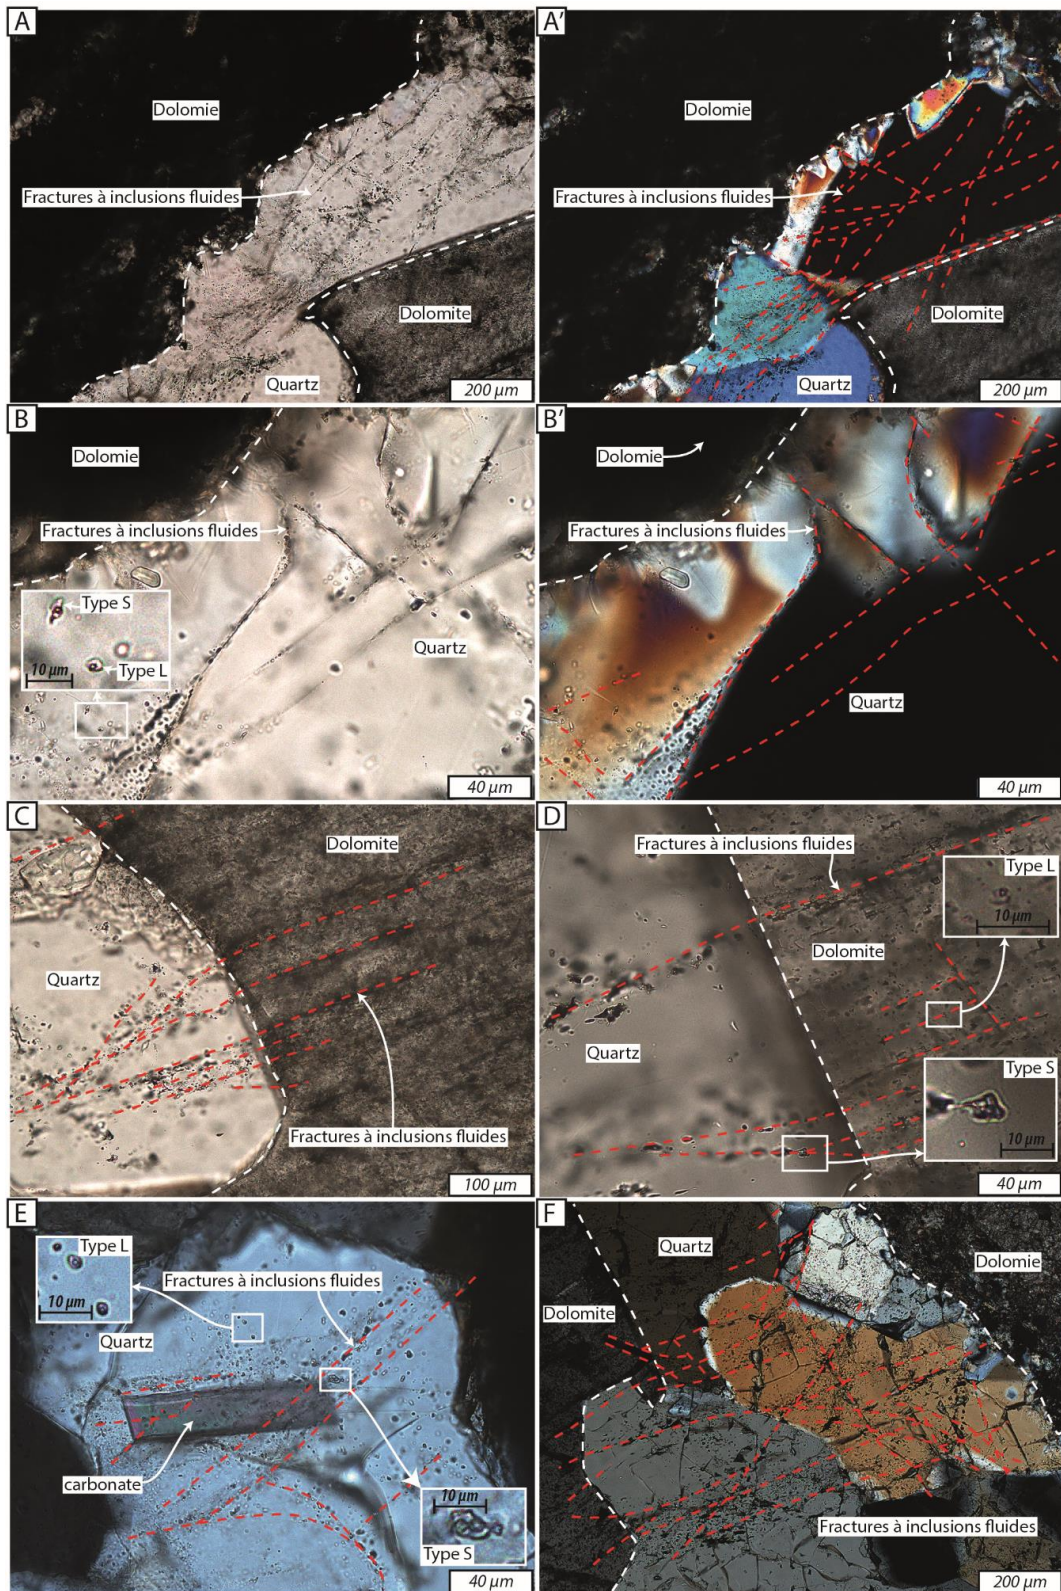 A
Dolomie
Fractures à inclusions fluides
Dolomite
Quartz
200 µm
A'
Dolomie
Fractures à inclusions fluides
Dolomite
Quartz
200 µm
B
Dolomie
Fractures à inclusions fluides
Type S
Type L
10 µm
Quartz
40 µm
B'
Dolomie
Fractures à inclusions fluides
Quartz
40 µm
C
Dolomite
Quartz
Fractures à inclusions fluides
100 µm
D
Fractures à inclusions fluides
Type L
10 µm
Dolomite
Quartz
Type S
10 µm
40 µm
E
Type L
10 µm
Fractures à inclusions fluides
Quartz
carbonate
10 µm
Type S
40 µm
F
Quartz
Dolomie
Dolomite
Fractures à inclusions fluides
200 µm